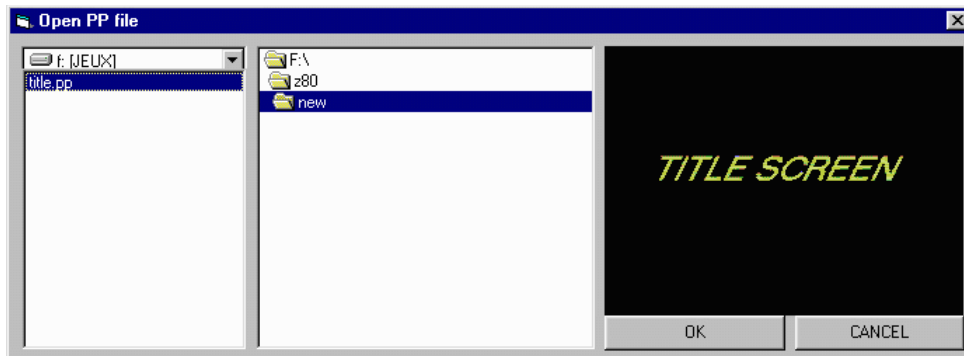 Open PP file
f: [JEUX]
title.pp
F:\
z80
new
TITLE SCREEN
OK
CANCEL